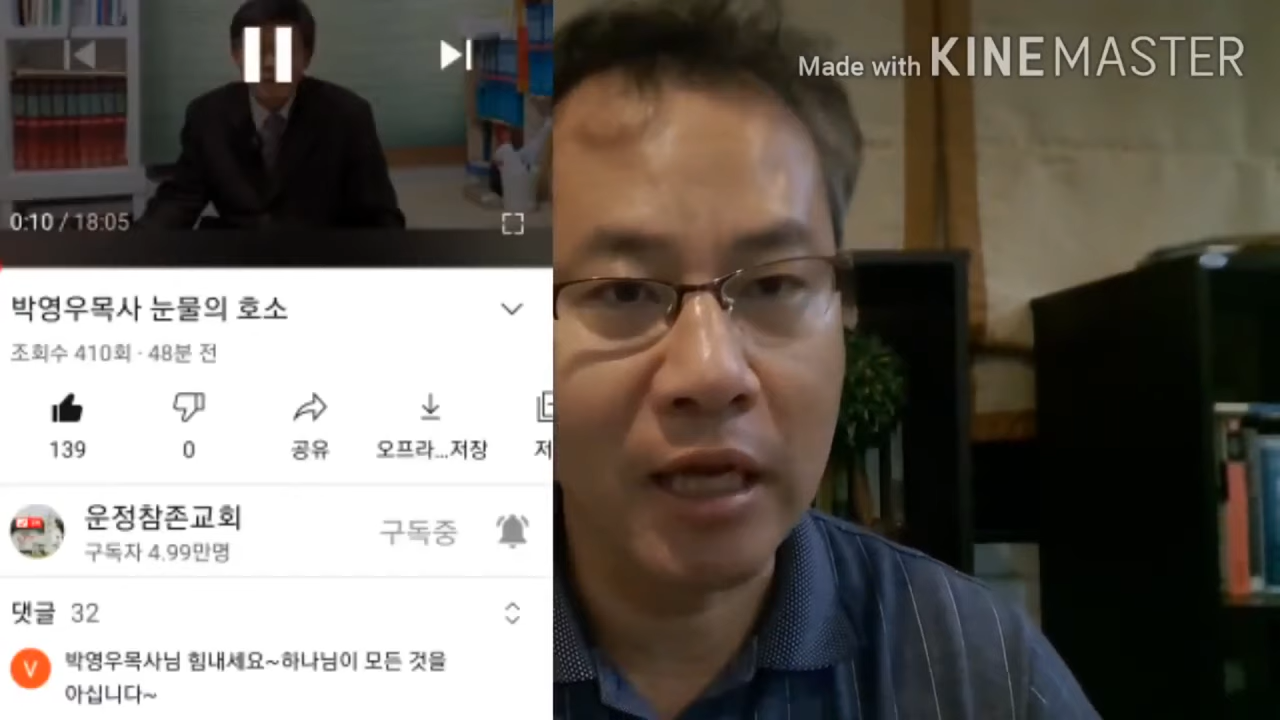 Made with KINEMASTER
0:10 / 18:05
박영우목사 눈물의 호소
조회수 410회 · 48분 전
139
0
공유
오프라...저장
저
운정참존교회
구독자 4.99만명
구독중
댓글 32
V
박영우목사님 힘내세요~하나님이 모든 것을
아십니다~